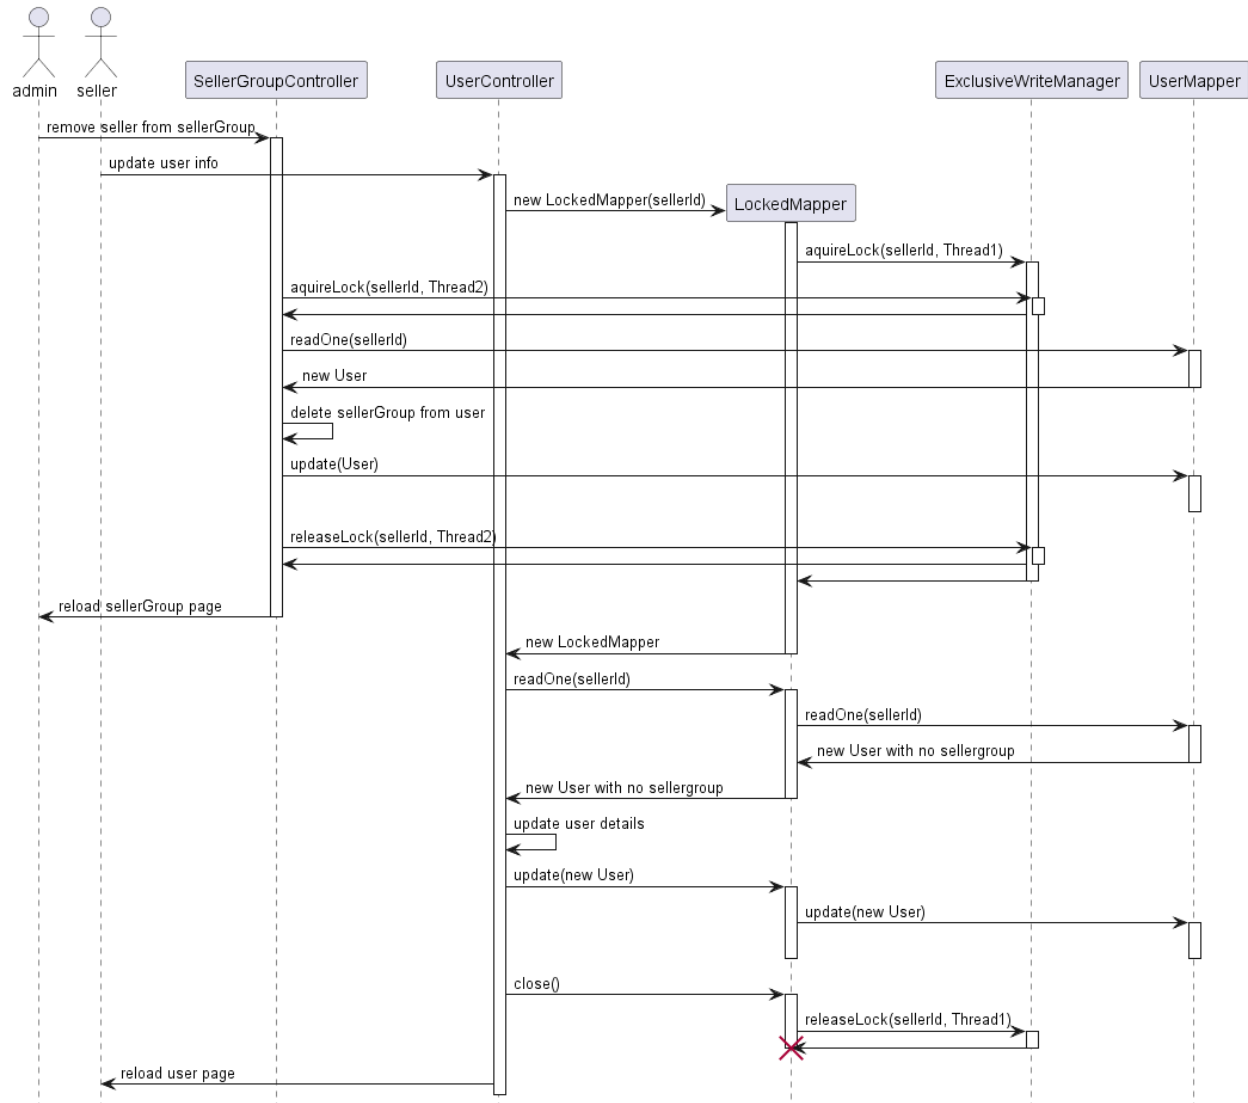 admin
seller
SellerGroupController
UserController
ExclusiveWriteManager
UserMapper
remove seller from sellerGroup
update user info
new LockedMapper(sellerId)
LockedMapper
aquireLock(sellerId, Thread1)
aquireLock(sellerId, Thread2)
readOne(sellerId)
new User
delete sellerGroup from user
update(User)
releaseLock(sellerId, Thread2)
reload sellerGroup page
new LockedMapper
readOne(sellerId)
readOne(sellerId)
new User with no sellergroup
new User with no sellergroup
update user details
update(new User)
update(new User)
close()
releaseLock(sellerId, Thread1)
reload user page